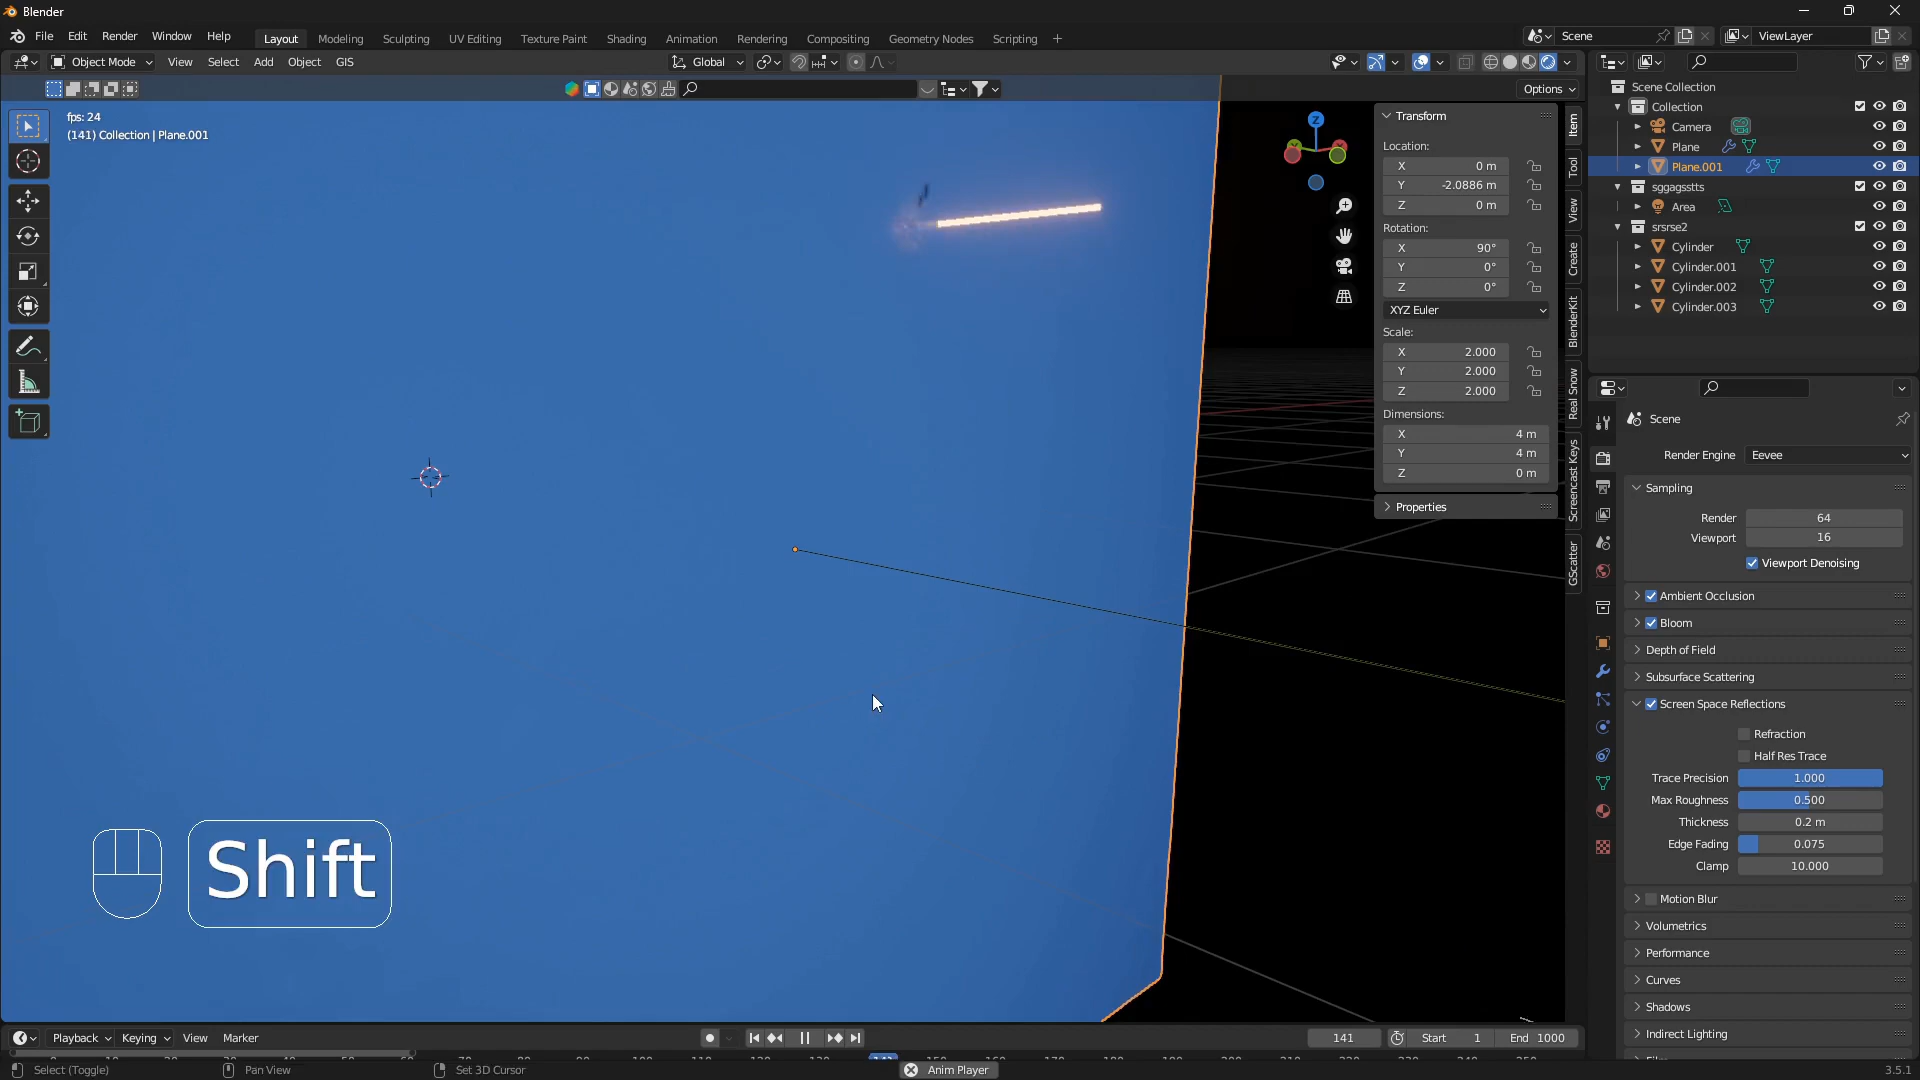 Blender
File Edit Render Window Help
Layout Modeling Sculpting UV Editing Texture Paint Shading Animation Rendering Compositing Geometry Nodes Scripting +
Scene
ViewLayer
Object Mode View Select Add Object GIS
Global
Options
fps: 24
(141) Collection | Plane.001
Z
Transform
Location:
X 0 m
Y -2.0886 m
Z 0 m
Rotation:
X 90°
Y 0°
Z 0°
XYZ Euler
Scale:
X 2.000
Y 2.000
Z 2.000
Dimensions:
X 4 m
Y 4 m
Z 0 m
Properties
Item
Tool
View
Create
BlenderKit
Real Snow
Screencast Keys
GScatter
Scene Collection
Collection
Camera
Plane
Plane.001
sggagsstts
Area
srsrse2
Cylinder
Cylinder.001
Cylinder.002
Cylinder.003
Scene
Render Engine Eevee
Sampling
Render 64
Viewport 16
Viewport Denoising
Ambient Occlusion
Bloom
Depth of Field
Subsurface Scattering
Screen Space Reflections
Refraction
Half Res Trace
Trace Precision 1.000
Max Roughness 0.500
Thickness 0.2 m
Edge Fading 0.075
Clamp 10.000
Motion Blur
Volumetrics
Performance
Curves
Shadows
Indirect Lighting
Shift
Playback Keying View Marker
141 Start 1 End 1000
Select (Toggle) Pan View Set 3D Cursor Anim Player 3.5.1